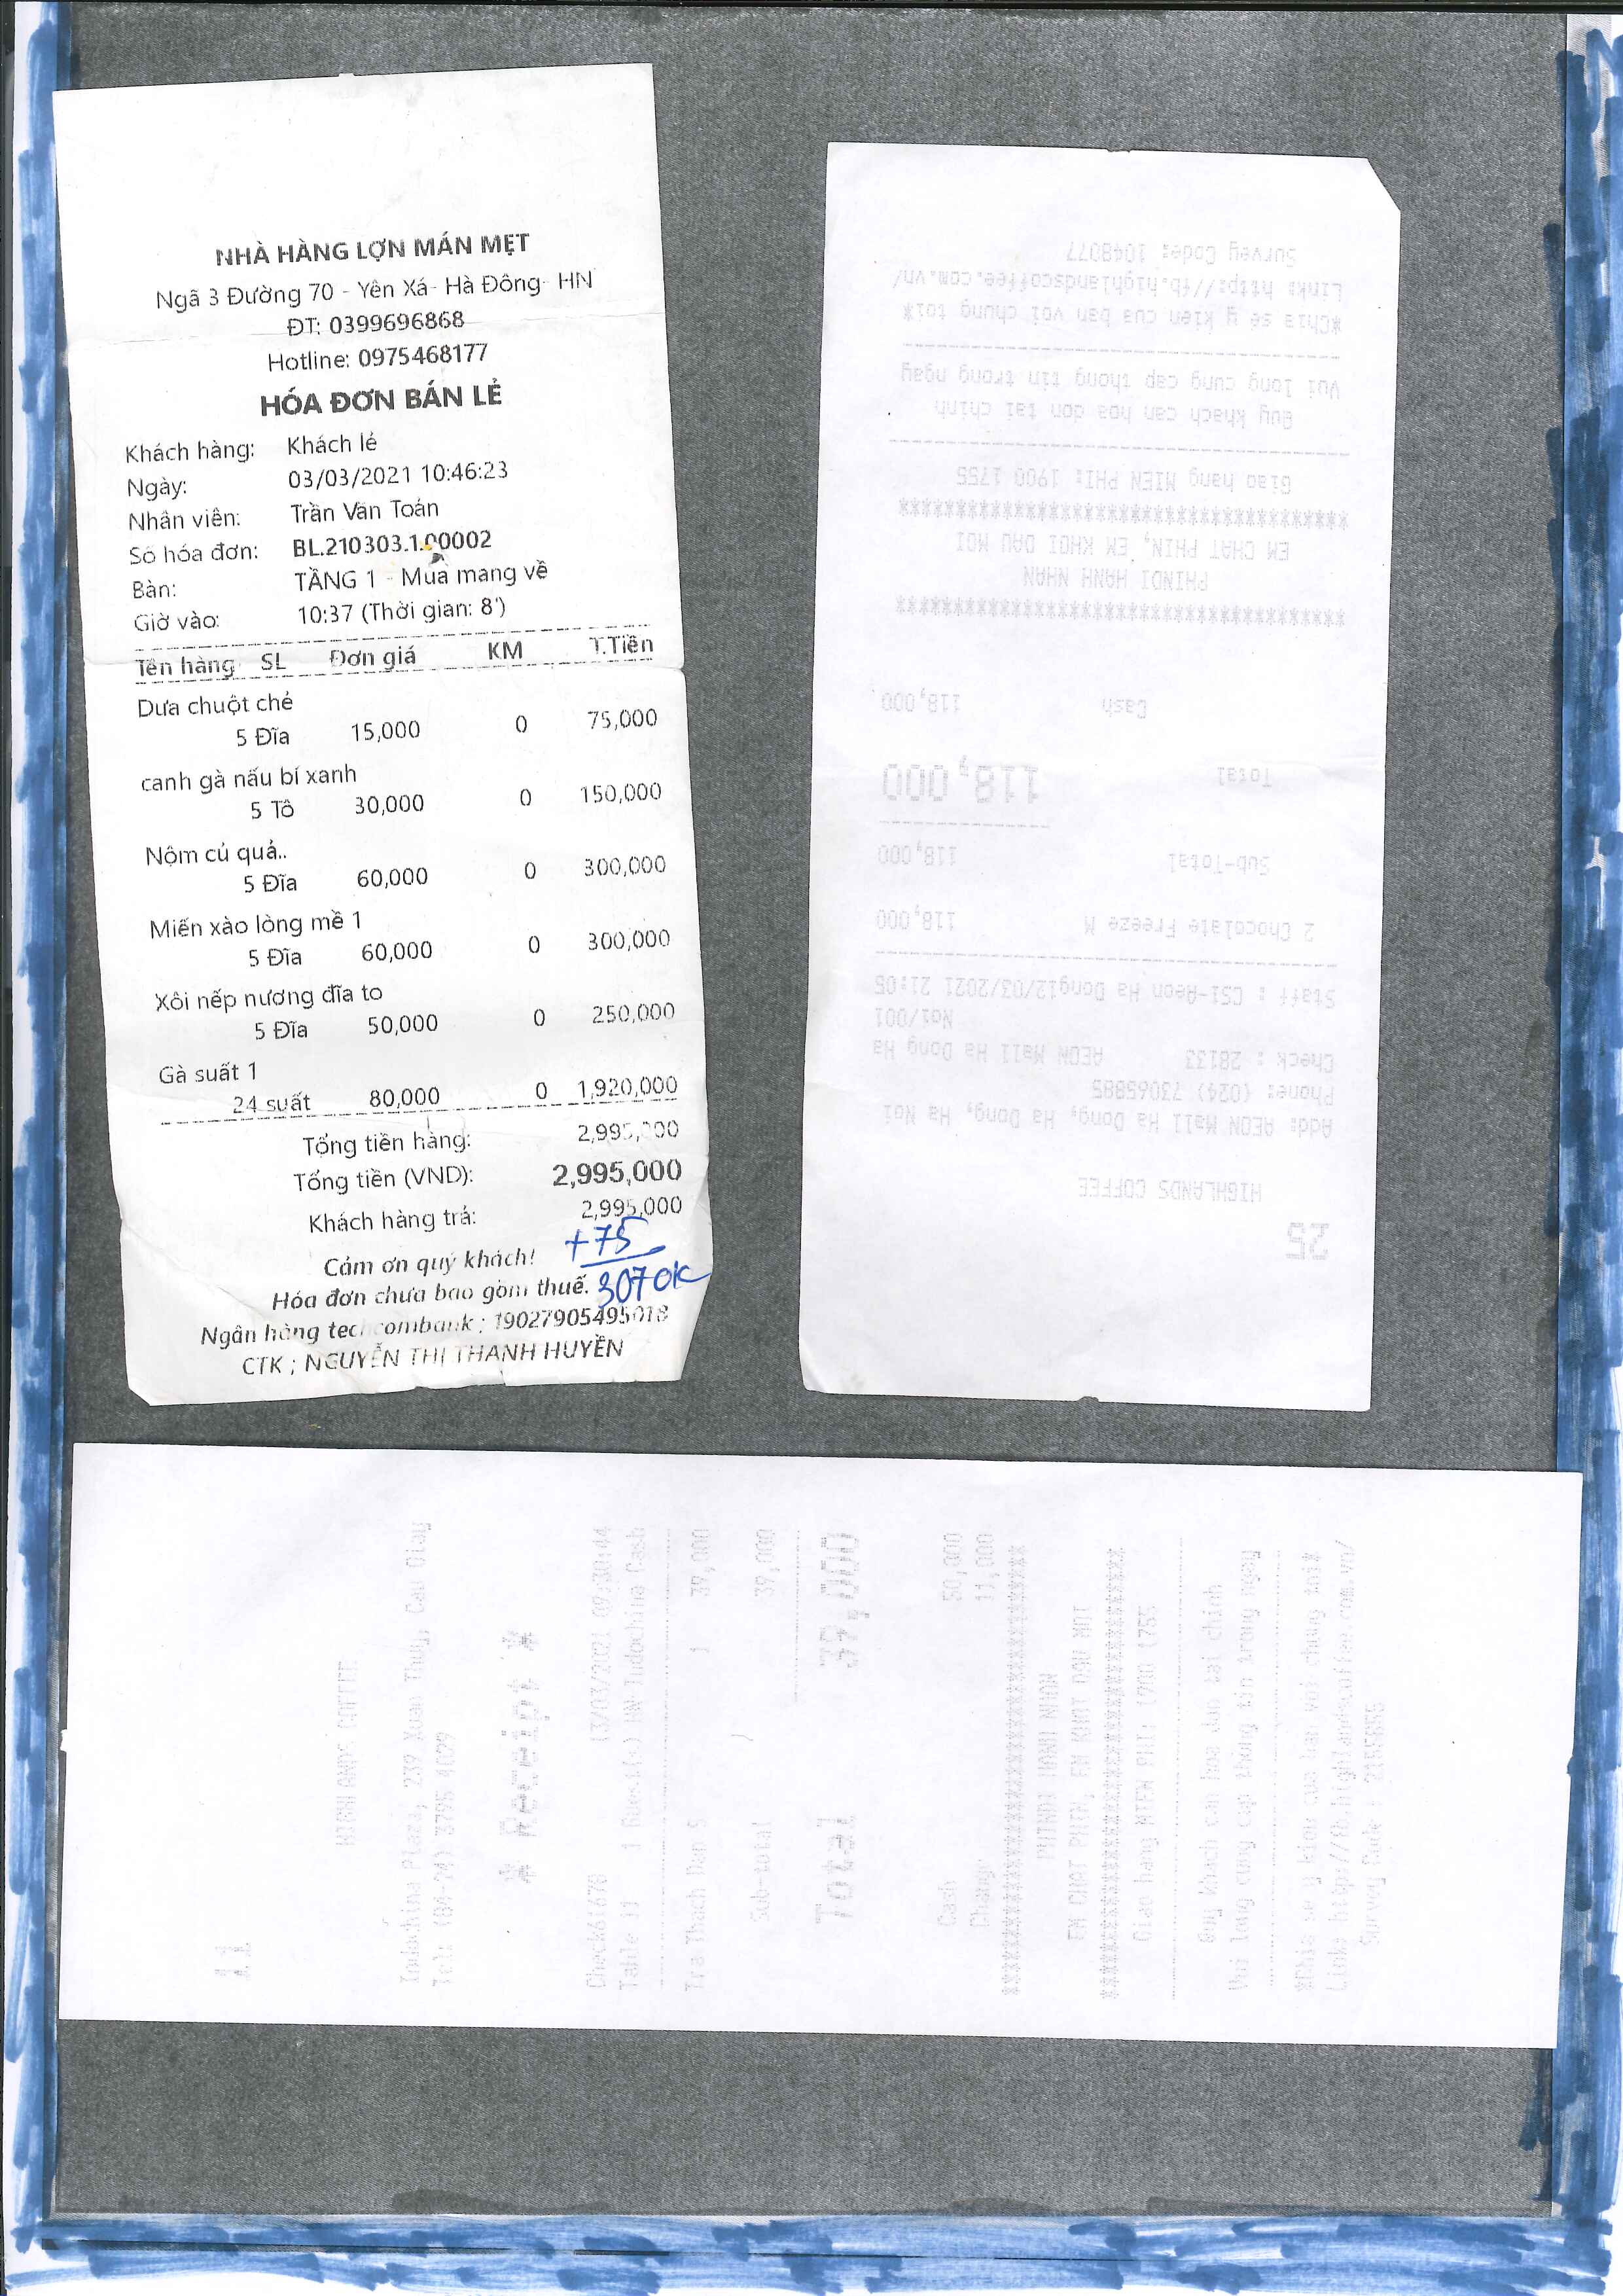 NHÀ HÀNG LỢN MÁN MẸT
Ngã 3 Đường 70 - Yên Xá- Hà Đông- HN
ĐT: 0399696868
Hotline: 0975468177
HÓA ĐƠN BÁN LẺ
Khách hàng: Khách lẻ
Ngày: 03/03/2021 10:46:23
Nhân viên: Trần Văn Toán
Số hóa đơn: BL.210303.1.00002
Bàn: TẦNG 1 - Mua mang về
Giờ vào: 10:37 (Thời gian: 8')
Tên hàng SL Đơn giá KM T.Tiền
Dưa chuột chẻ
5 Đĩa 15,000 0 75,000
canh gà nấu bí xanh
5 Tô 30,000 0 150,000
Nộm củ quả..
5 Đĩa 60,000 0 300,000
Miến xào lòng mề 1
5 Đĩa 60,000 0 300,000
Xôi nếp nương đĩa to
5 Đĩa 50,000 0 250,000
Gà suất 1
24 suất 80,000 0 1,920,000
Tổng tiền hàng: 2,995,000
Tổng tiền (VND): 2,995,000
Khách hàng trả: 2,995,000
+75
Cảm ơn quý khách!
307ok
Hóa đơn chưa bao gồm thuế.
Ngân hàng techcombank ; 19027905495018
CTK ; NGUYỄN THỊ THANH HUYỀN
25
HIGHLANDS COFFEE
Add: AEON Mall Ha Dong, Ha Dong, Ha Noi
Phone: (024) 73065885
Check : 28133 AEON Mall Ha Dong Ha
Noi/001
Staff : CS1-Aeon Ha Dong12/03/2021 21:05
2 Chocolate Freeze M 118,000
Sub-Total 118,000
Total 118,000
Cash 118,000
************************************
PHINDI HANH NHAN
EM CHAT PHIN, EM KHOI DAU MOI
************************************
Giao hang MIEN PHI: 1900 1755
Quy khach can hoa don tai chinh
Vui long cung cap thong tin trong ngay
*Chia se y kien cua ban voi chung toi*
Link: http://fb.highlandscoffee.com.vn/
Survey Code: 1048077
11
HIGHLANDS COFFEE
Indochina Plaza, 239 Xuan Thuy, Cau Giay
Tel: (84-24) 3795 4029
* Receipt *
Check61678 13/03/2021 09:30:44
Table 11 1 Guest(s) HN Indochina Cash
Tra Thach Dao S 1 39,000
Sub-total 39,000
Total 39,000
Cash 50,000
Change 11,000
************************************
PHINDI HANH NHAN
EM CHAT PHIN, EM KHOI DAU MOI
************************************
Giao hang MIEN PHI: 1900 1755
Quy khach can hoa don tai chinh
Vui long cung cap thong tin trong ngay
*Chia se y kien cua ban voi chung toi*
Link: http://fb.highlandscoffee.com.vn/
Survey Code :